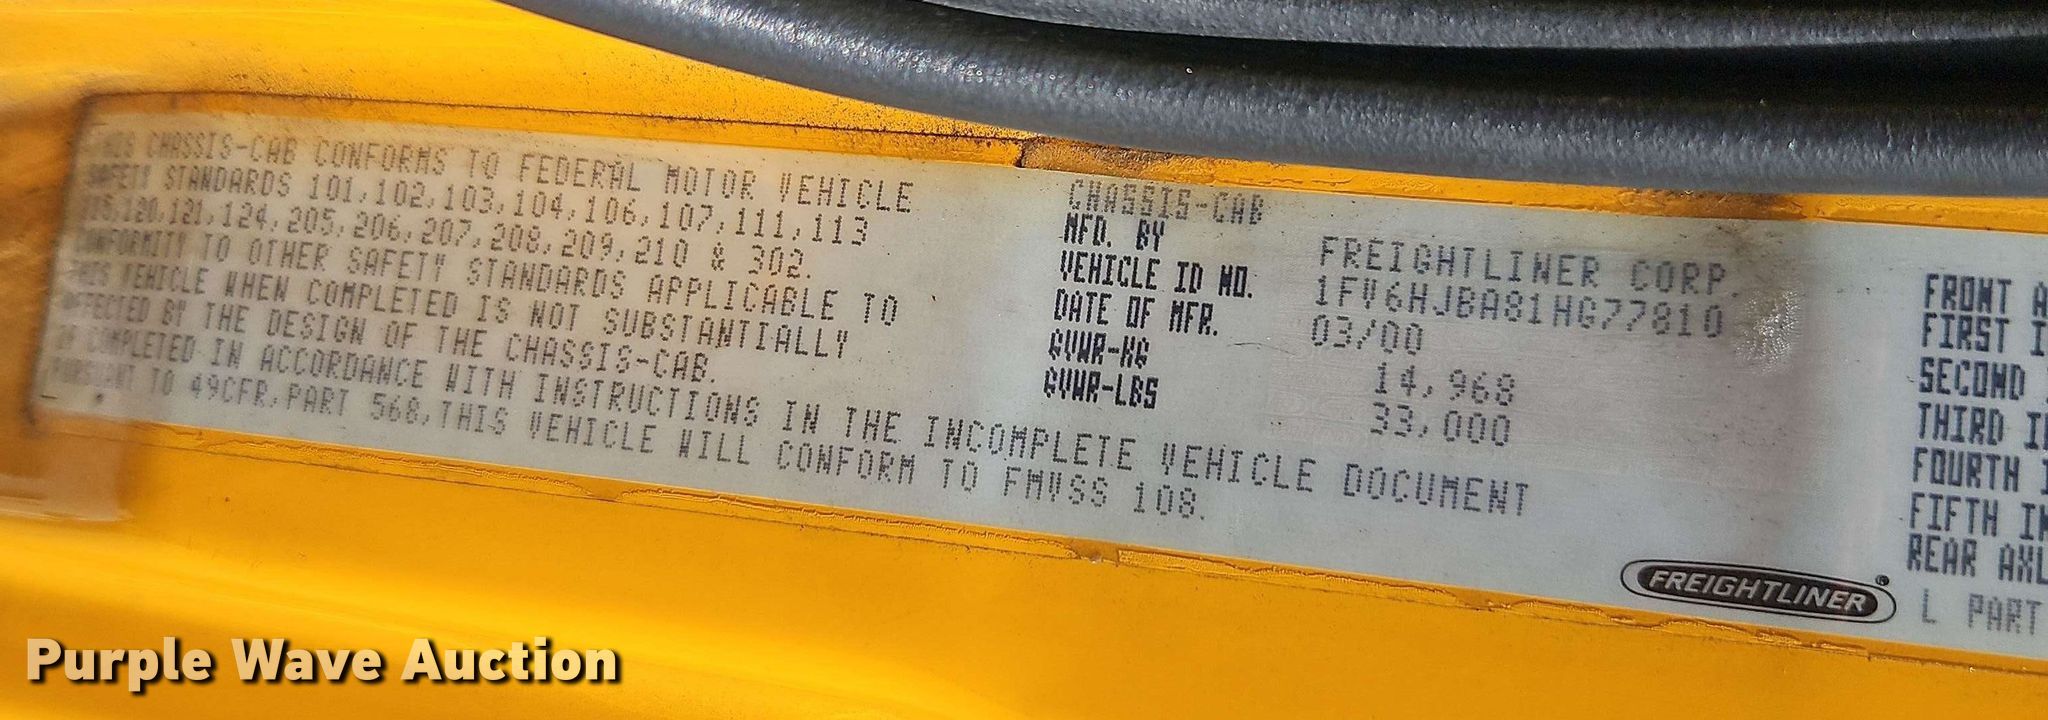 THIS CHASSIS-CAB CONFORMS TO FEDERAL MOTOR VEHICLE
SAFETY STANDARDS 101,102,103,104,106,107,111,113
115,120,121,124,205,206,207,208,209,210 & 302.
CONFORMITY TO OTHER SAFETY STANDARDS APPLICABLE TO
THIS VEHICLE WHEN COMPLETED IS NOT SUBSTANTIALLY
AFFECTED BY THE DESIGN OF THE CHASSIS-CAB.
IF COMPLETED IN ACCORDANCE WITH INSTRUCTIONS IN THE INCOMPLETE VEHICLE DOCUMENT
PURSUANT TO 49CFR,PART 568,THIS VEHICLE WILL CONFORM TO FMVSS 108.
CHASSIS-CAB
MFD. BY FREIGHTLINER CORP.
VEHICLE ID NO. 1FV6HJBA81HG77810
DATE OF MFR. 03/00
GVWR-KG 14,968
GVWR-LBS 33,000
FRONT A
FIRST I
SECOND
THIRD I
FOURTH I
FIFTH IN
REAR AXL
L PART
FREIGHTLINER
Purple Wave Auction